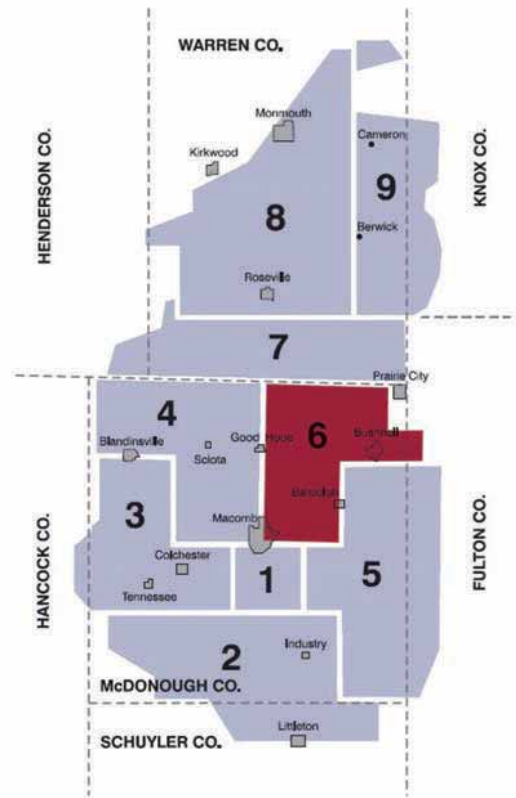 WARREN CO.
Monmouth
Cameron
Kirkwood
9
KNOX CO.
HENDERSON CO.
8
Berwick
Roseville
7
Prairie City
4
6
Good Hope
Bushnell
Blandinsville
Sciota
Bardolph
3
Macomb
HANCOCK CO.
FULTON CO.
Colchester
1
5
Tennessee
2
Industry
McDONOUGH CO.
Littleton
SCHUYLER CO.